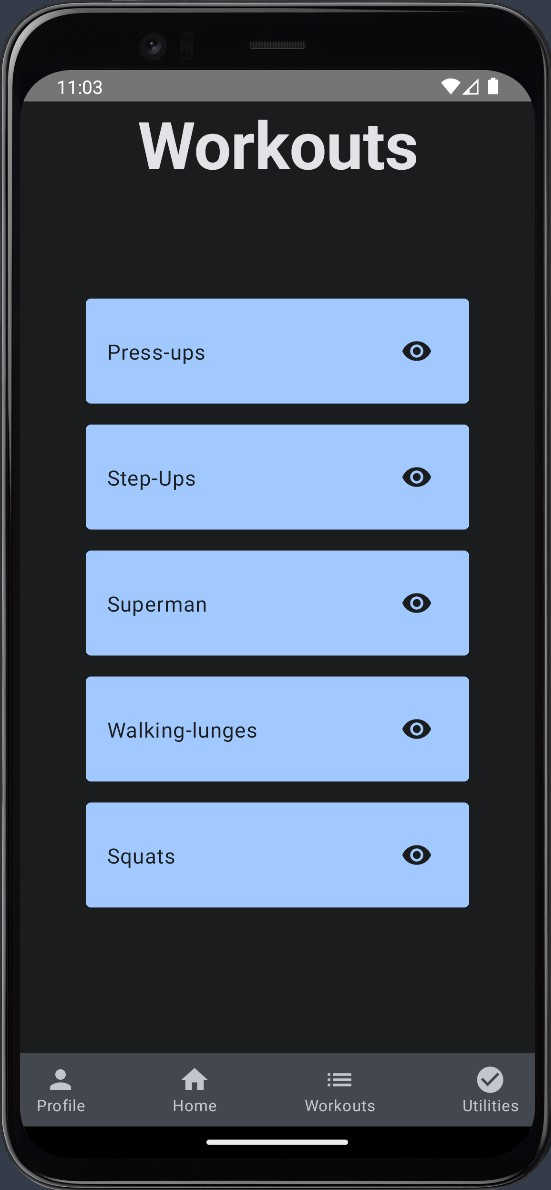 11:03
Workouts
Press-ups
Step-Ups
Superman
Walking-lunges
Squats
Profile Home Workouts Utilities